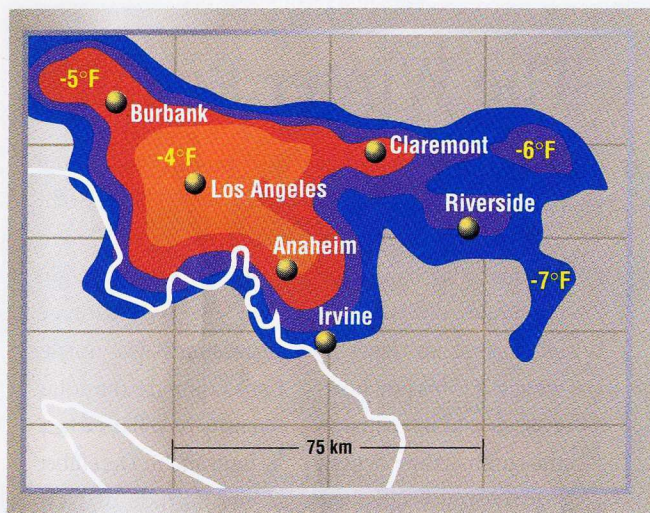 -5°F
Burbank
-4°F
Claremont
-6°F
Los Angeles
Riverside
Anaheim
-7°F
Irvine
75 km